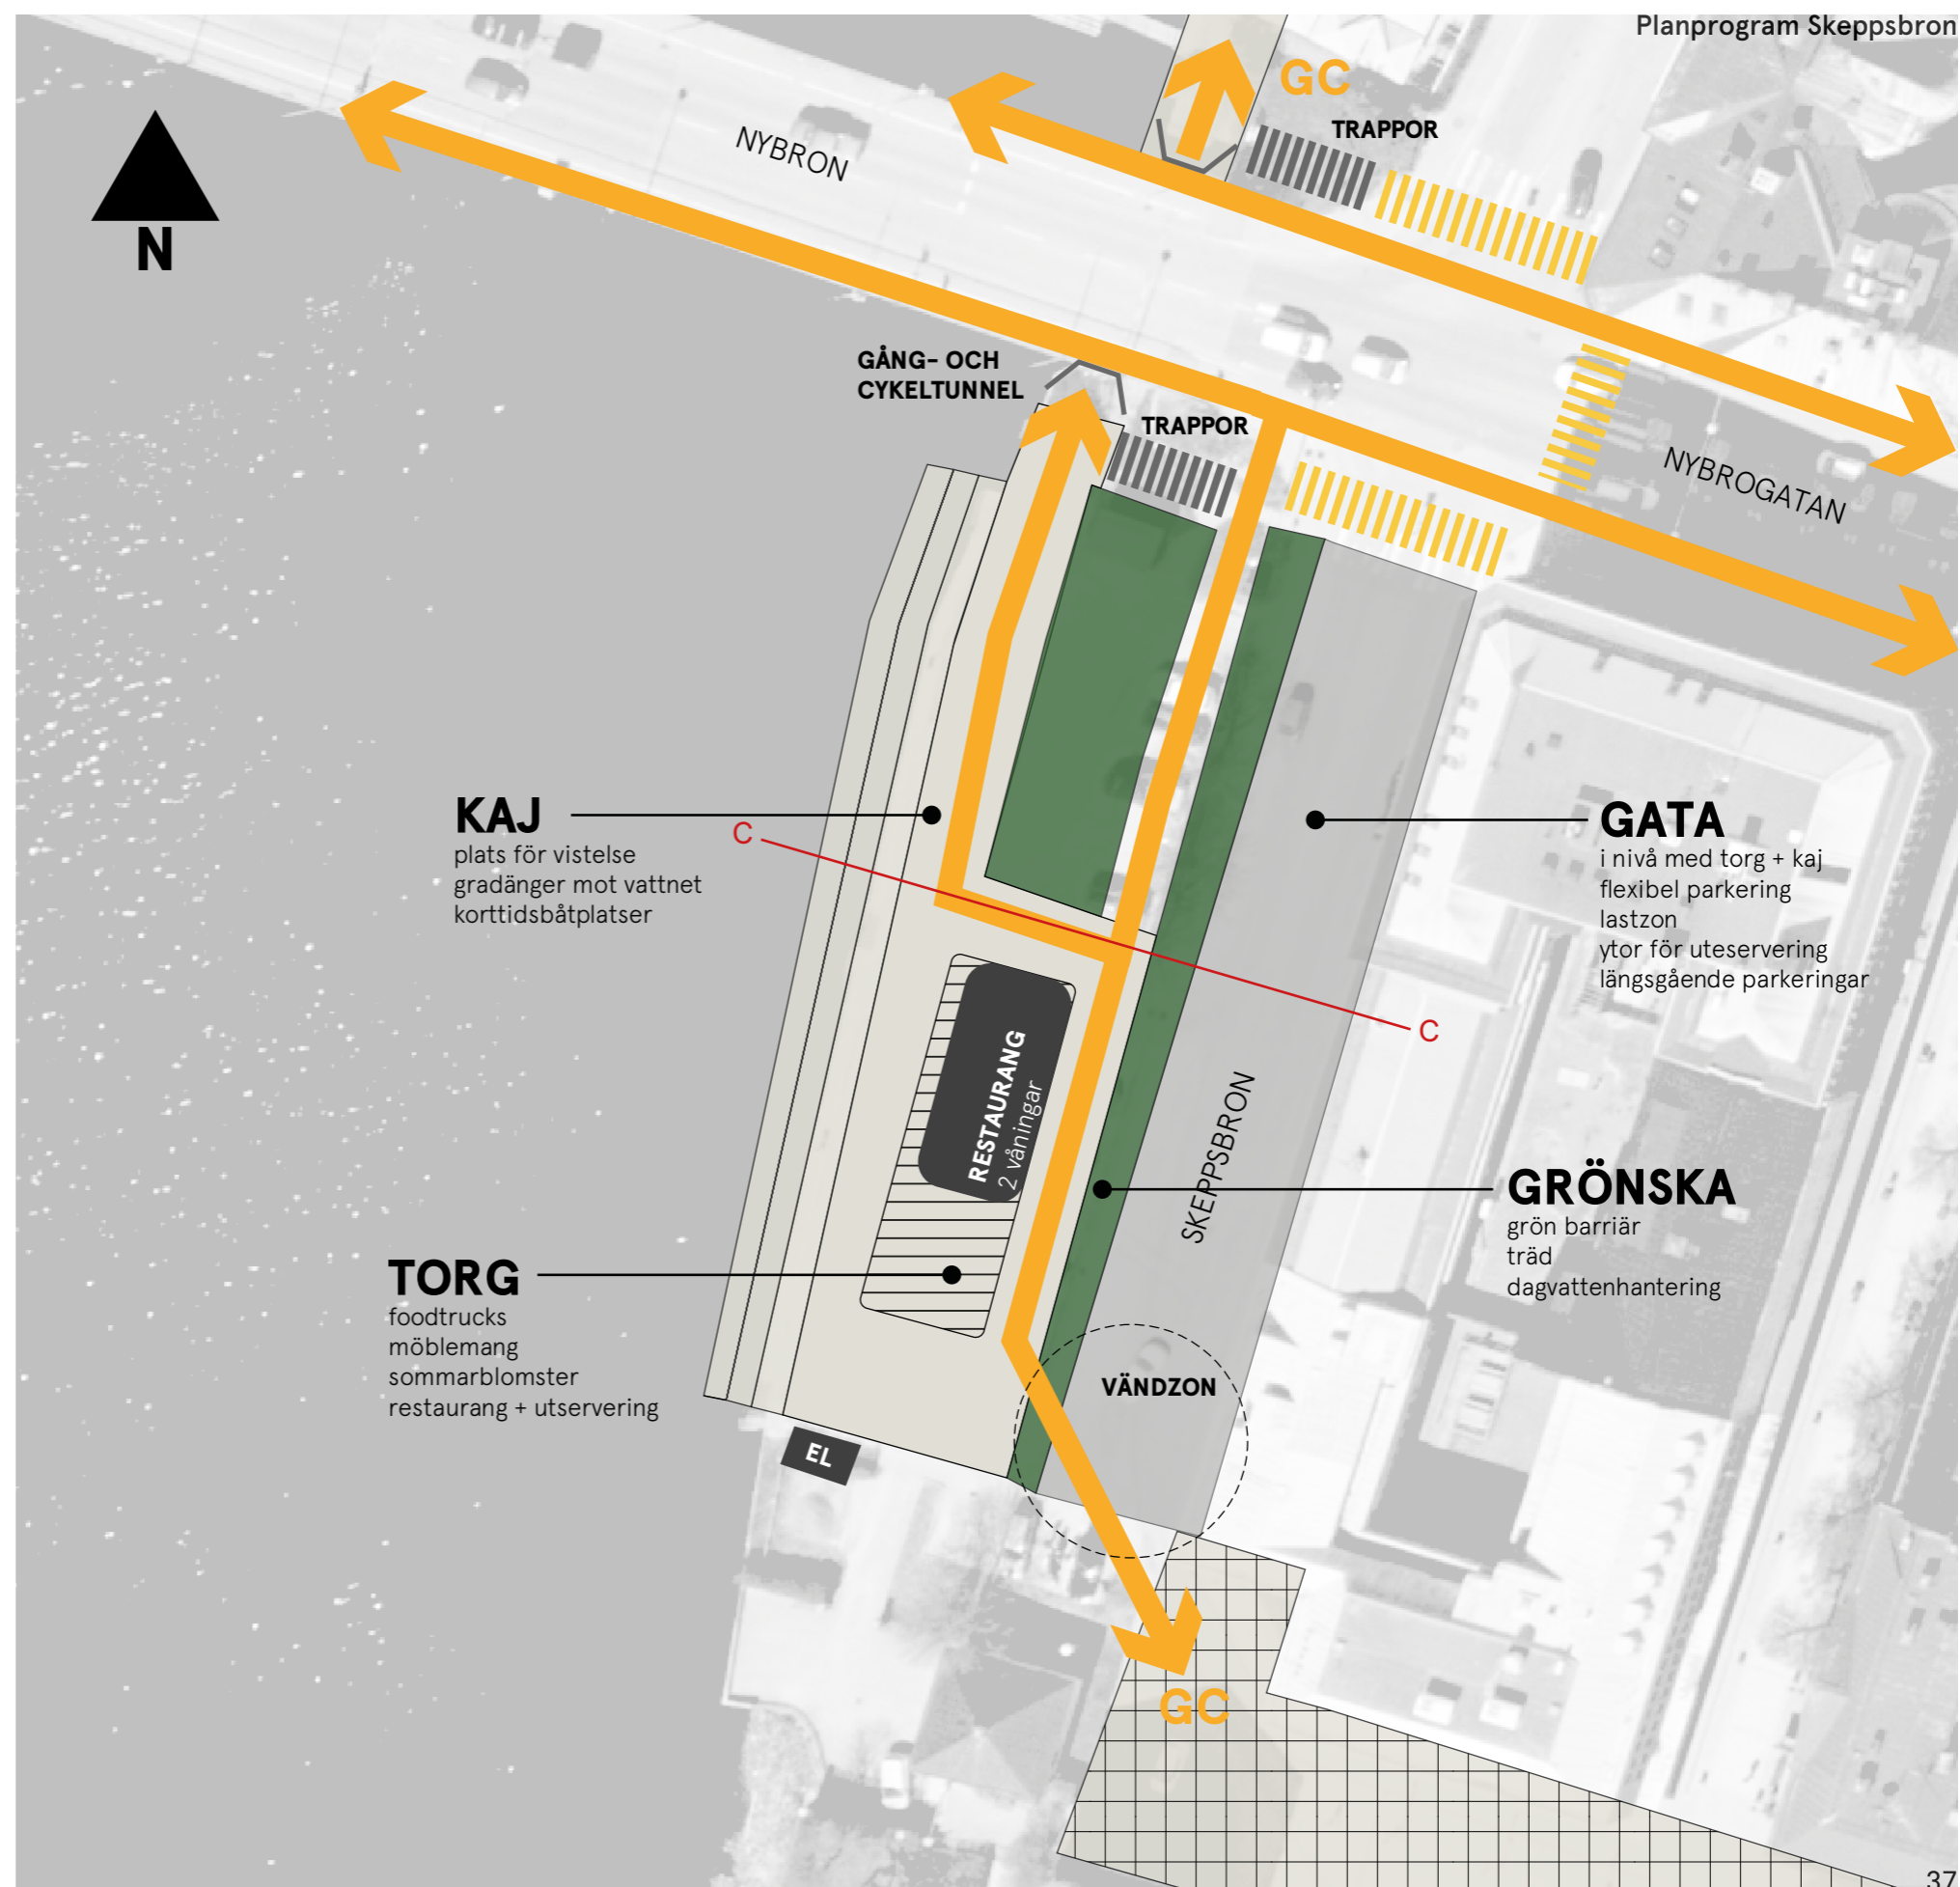 Planprogram Skeppsbron
GC
TRAPPOR
NYBRON
N
GÅNG- OCH
CYKELTUNNEL
TRAPPOR
NYBROGATAN
KAJ
plats för vistelse
gradänger mot vattnet
korttidsbåtplatser
C
GATA
i nivå med torg + kaj
flexibel parkering
lastzon
ytor för uteservering
längsgående parkeringar
C
RESTAURANG
2 våningar
SKEPPSBRON
GRÖNSKA
grön barriär
träd
dagvattenhantering
TORG
foodtrucks
möblemang
sommarblomster
restaurang + utservering
VÄNDZON
EL
GC
37